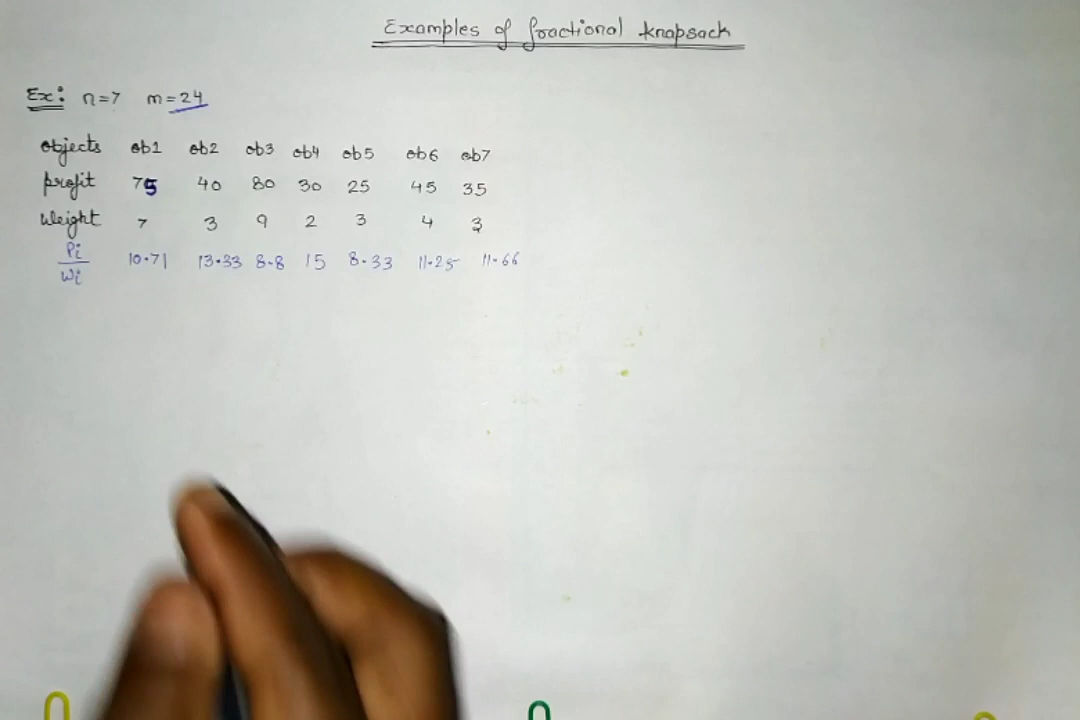 Examples of fractional knapsack
Ex: n=7 m=24
objects ob1 ob2 ob3 ob4 ob5 ob6 ob7
profit 75 40 80 30 25 45 35
Weight 7 3 9 2 3 4 3
Pi/Wi 10.71 13.33 8.8 15 8.33 11.25 11.66